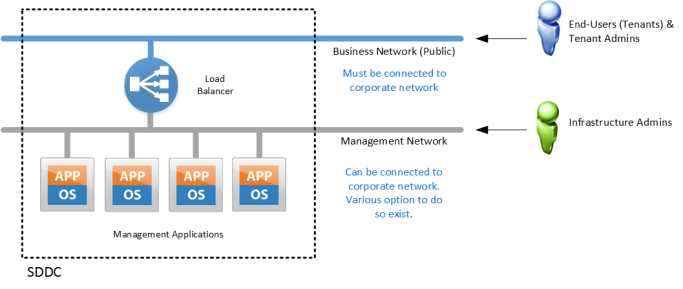 End-Users (Tenants) &
Tenant Admins
Business Network (Public)
Must be connected to
corporate network
Load
Balancer
Infrastructure Admins
Management Network
Can be connected to
corporate network.
Various option to do
so exist.
APP
OS
APP
OS
APP
OS
APP
OS
Management Applications
SDDC